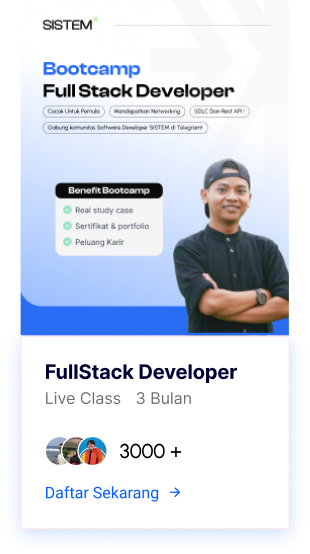 SISTEM
Bootcamp
Full Stack Developer
Cocok Untuk Pemula
Mendapatkan Networking
SDLC Dan Rest API !
Gabung komunitas Software Developer SISTEM di Telegram!
Benefit Bootcamp
Real study case
Sertifikat & portfolio
Peluang Karir
FullStack Developer
Live Class 3 Bulan
3000 +
Daftar Sekarang →